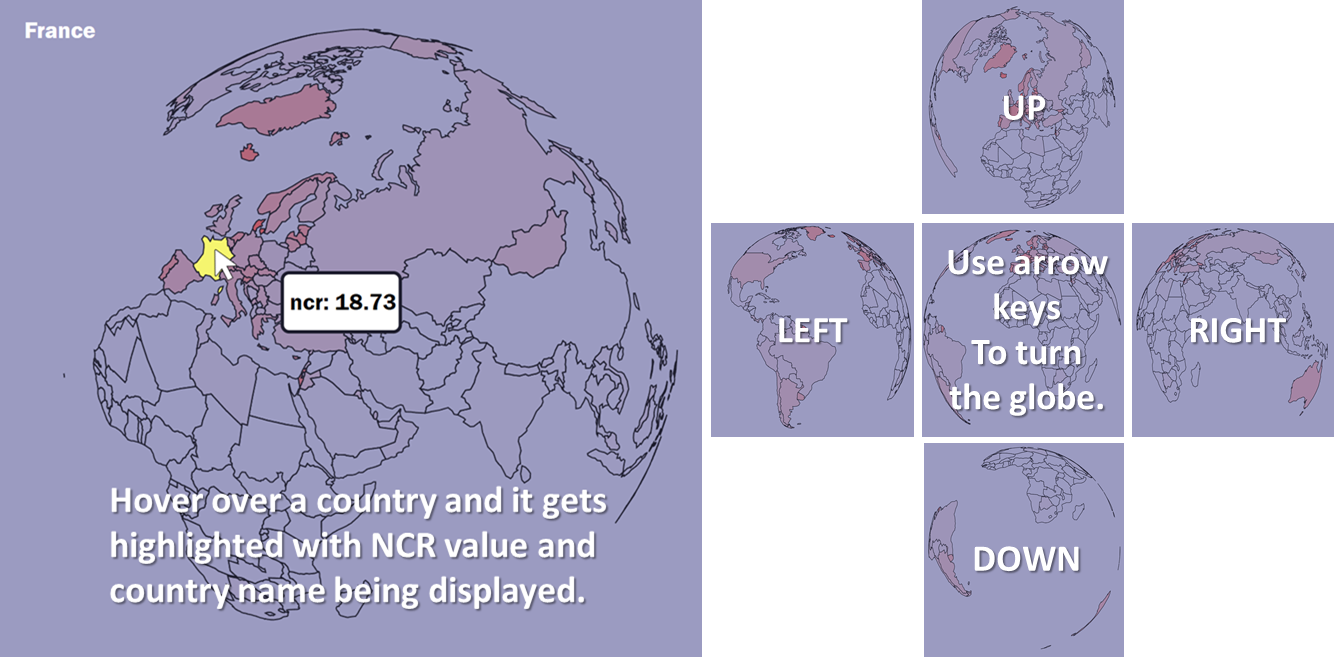 France
ncr: 18.73
Hover over a country and it gets
highlighted with NCR value and
country name being displayed.
UP
LEFT
Use arrow
keys
To turn
the globe.
RIGHT
DOWN